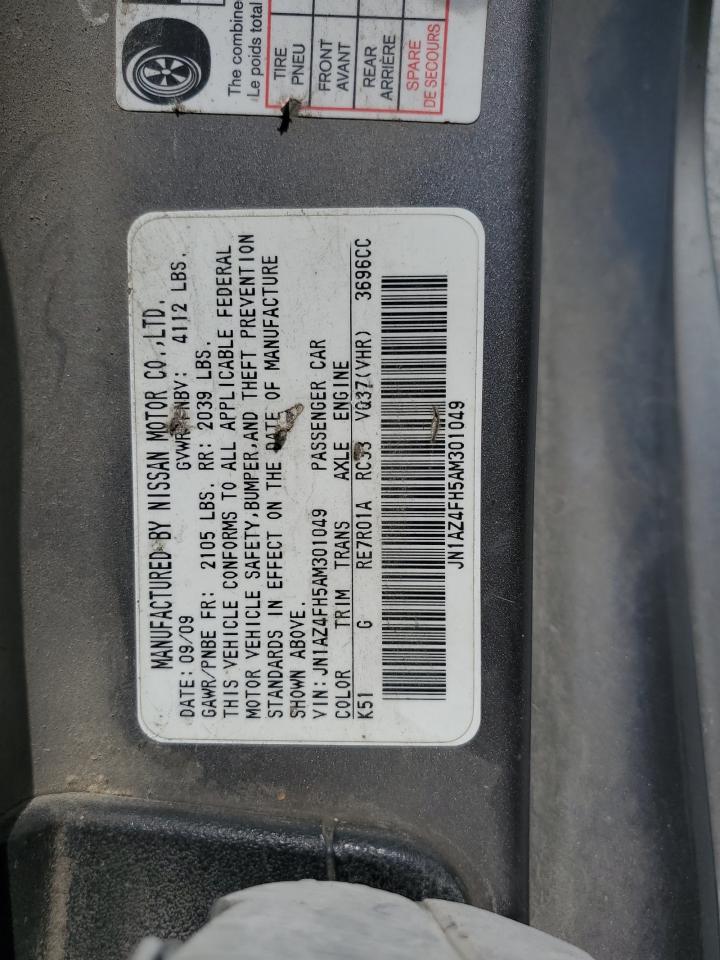 The combine
Le poids total
TIRE
PNEU
FRONT
AVANT
REAR
ARRIÈRE
SPARE
DE SECOURS
MANUFACTURED BY NISSAN MOTOR CO.,LTD.
DATE: 09/09 GVWR/PNBV: 4112 LBS.
GAWR/PNBE FR: 2105 LBS. RR: 2039 LBS.
THIS VEHICLE CONFORMS TO ALL APPLICABLE FEDERAL
MOTOR VEHICLE SAFETY,BUMPER,AND THEFT PREVENTION
STANDARDS IN EFFECT ON THE DATE OF MANUFACTURE
SHOWN ABOVE.
VIN:JN1AZ4FH5AM301049 PASSENGER CAR
COLOR TRIM TRANS AXLE ENGINE
K51 G RE7R01A RC33 VQ37(VHR) 3696CC
JN1AZ4FH5AM301049